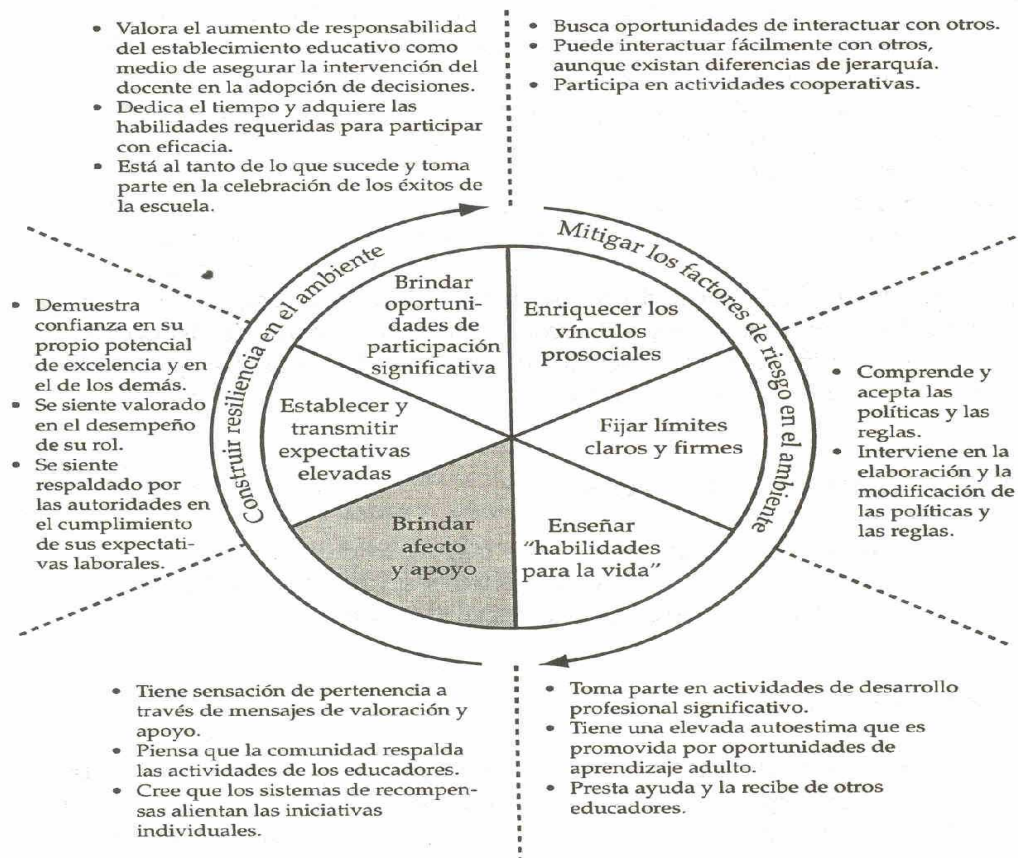 • Valora el aumento de responsabilidad
del establecimiento educativo como
medio de asegurar la intervención del
docente en la adopción de decisiones.
• Dedica el tiempo y adquiere las
habilidades requeridas para participar
con eficacia.
• Está al tanto de lo que sucede y toma
parte en la celebración de los éxitos de
la escuela.
• Busca oportunidades de interactuar con otros.
• Puede interactuar fácilmente con otros,
aunque existan diferencias de jerarquía.
• Participa en actividades cooperativas.
Construir resiliencia en el ambiente
Mitigar los factores de riesgo en el ambiente
Brindar
oportuni-
dades de
participación
significativa
Enriquecer los
vínculos
prosociales
Establecer y
transmitir
expectativas
elevadas
Fijar límites
claros y firmes
Brindar
afecto
y apoyo
Enseñar
"habilidades
para la vida"
• Demuestra
confianza en su
propio potencial
de excelencia y en
el de los demás.
• Se siente valorado
en el desempeño
de su rol.
• Se siente
respaldado por
las autoridades en
el cumplimiento
de sus expectati-
vas laborales.
• Comprende y
acepta las
políticas y las
reglas.
• Interviene en la
elaboración y la
modificación de
las políticas y
las reglas.
• Tiene sensación de pertenencia a
través de mensajes de valoración y
apoyo.
• Piensa que la comunidad respalda
las actividades de los educadores.
• Cree que los sistemas de recompen-
sas alientan las iniciativas
individuales.
• Toma parte en actividades de desarrollo
profesional significativo.
• Tiene una elevada autoestima que es
promovida por oportunidades de
aprendizaje adulto.
• Presta ayuda y la recibe de otros
educadores.